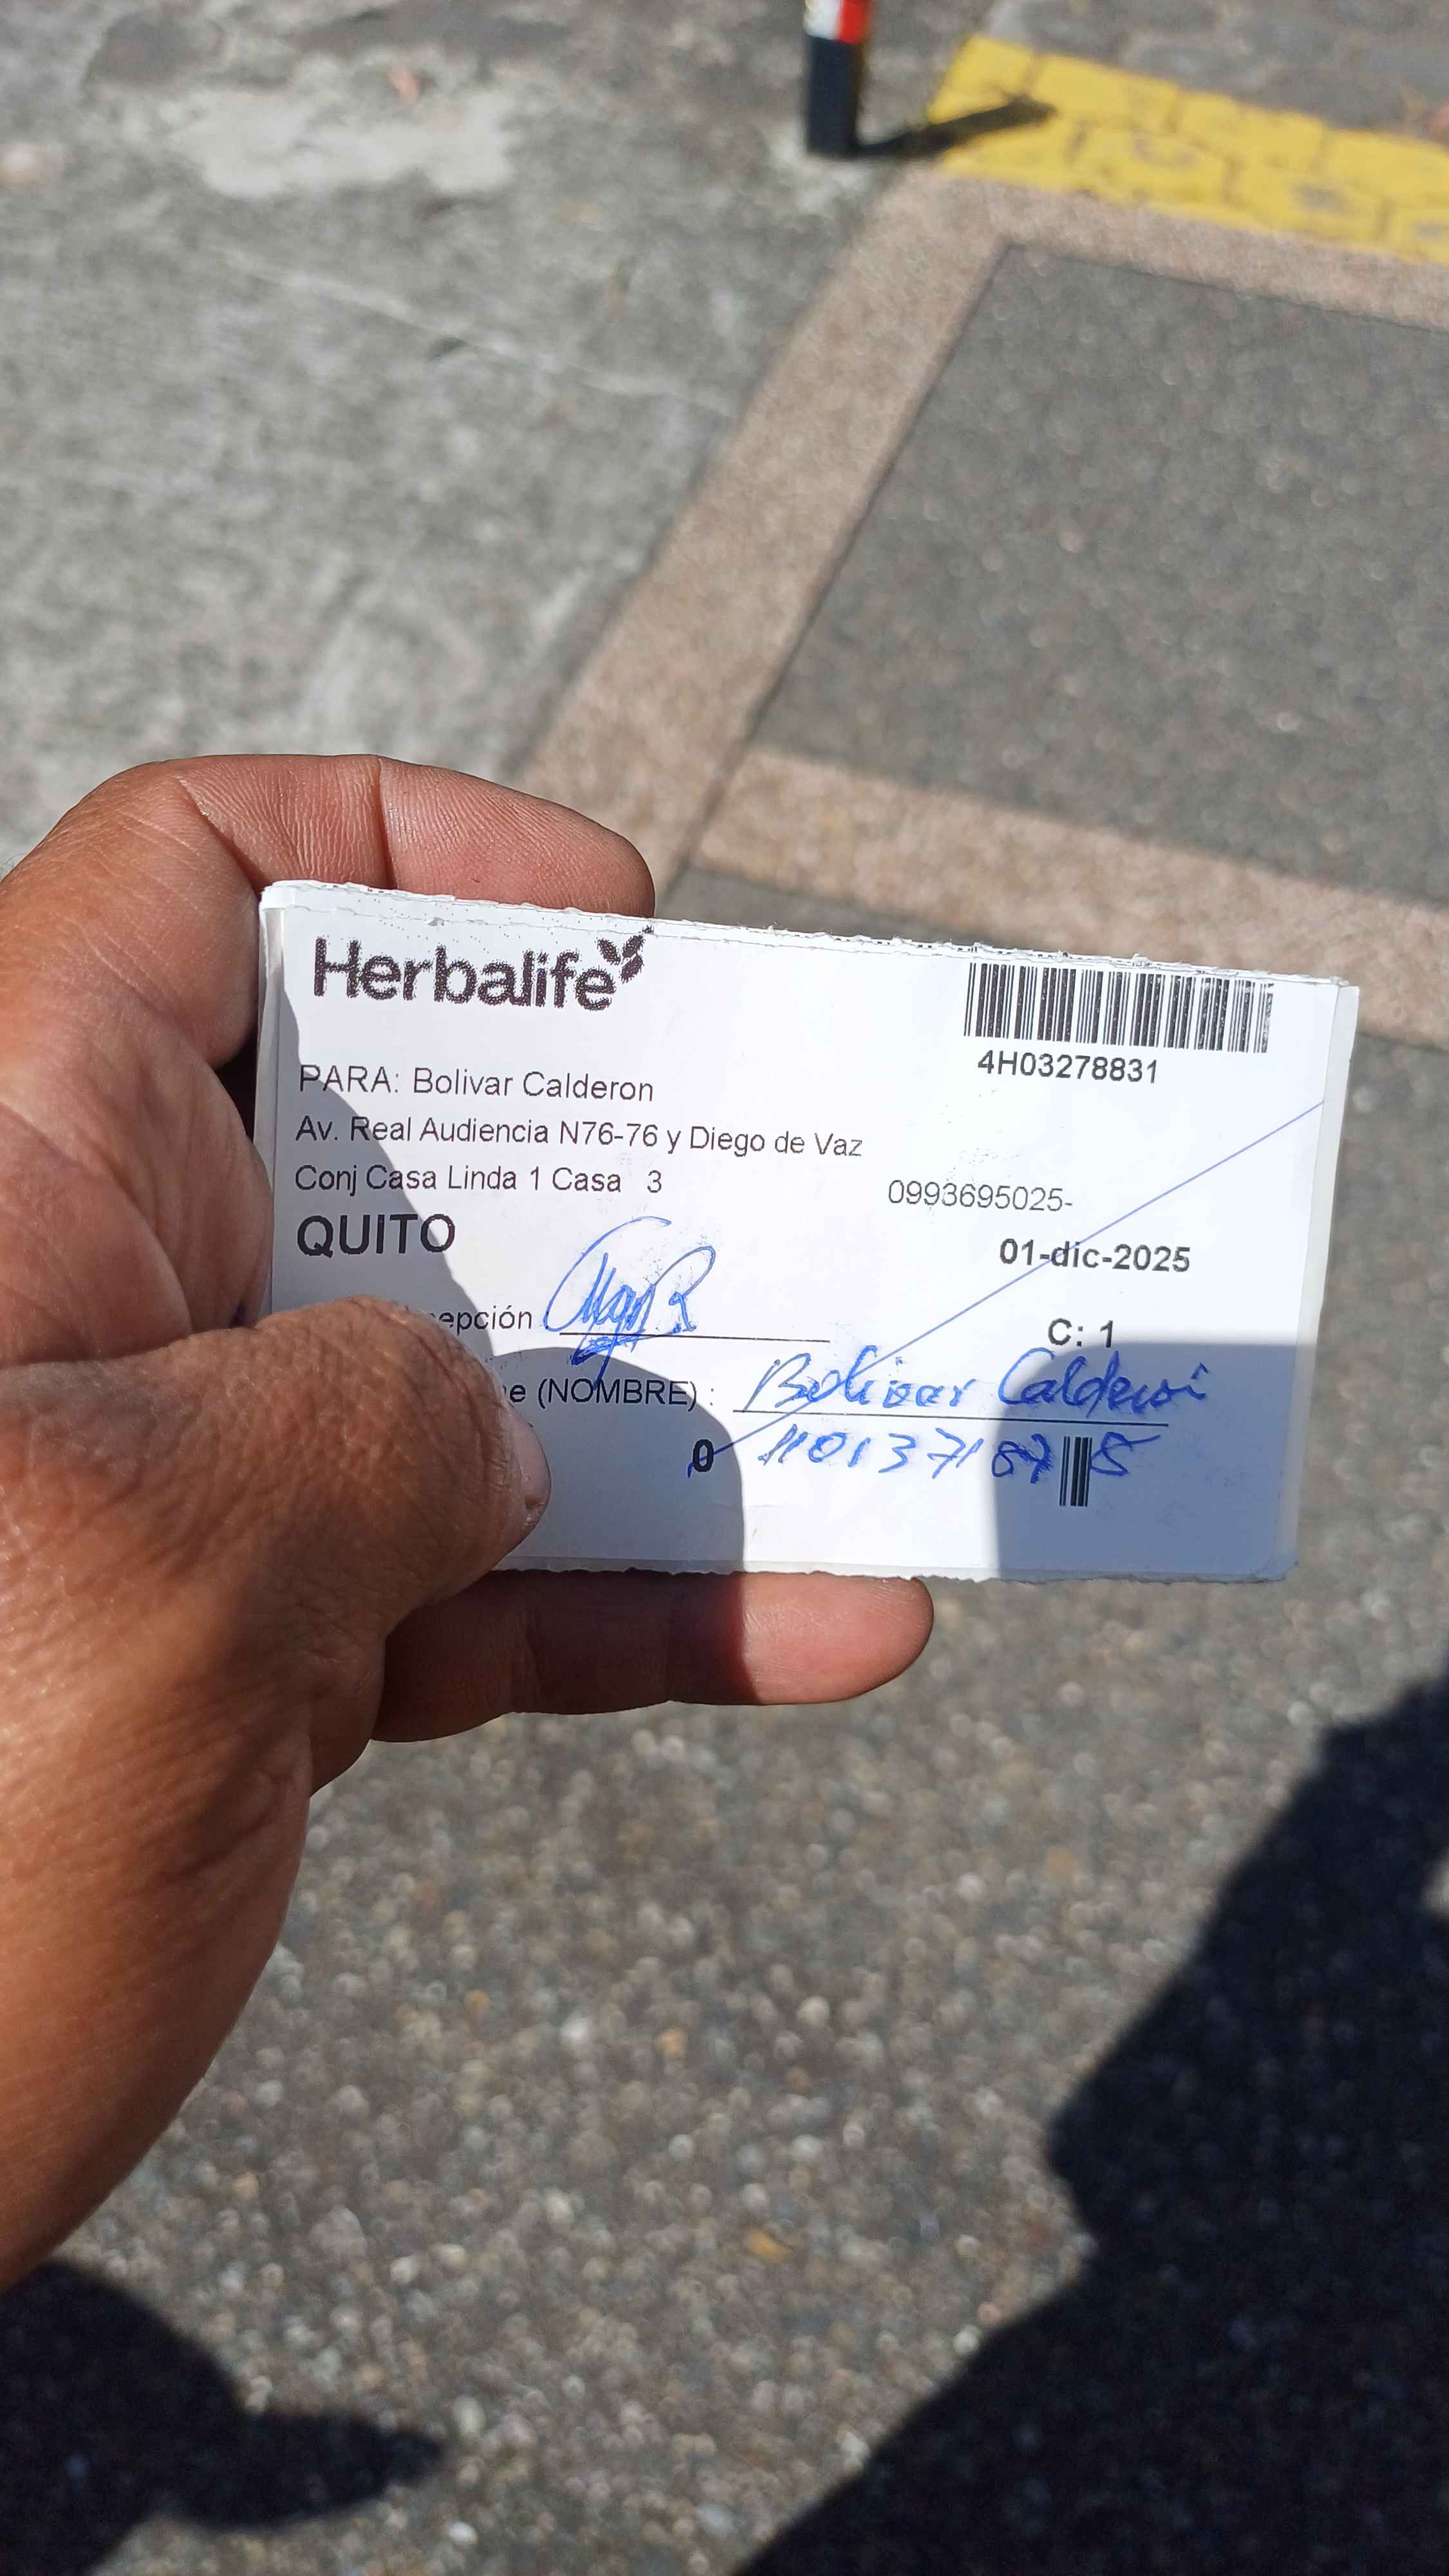 Herbalife
4H03278831
PARA: Bolivar Calderon
Av. Real Audiencia N76-76 y Diego de Vaz
Conj Casa Linda 1 Casa 3
0993695025-
QUITO
01-dic-2025
epción :
C: 1
e (NOMBRE) : Bolivar Calderon
0